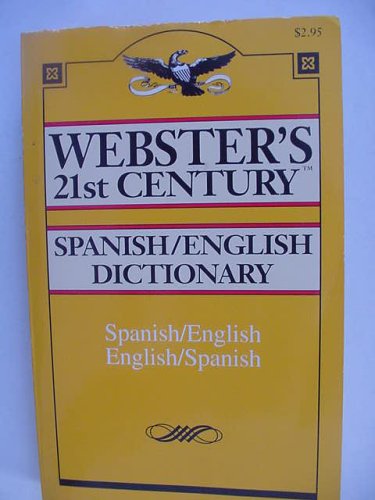 $2.95
WEBSTER'S
21st CENTURY™
SPANISH/ENGLISH
DICTIONARY
Spanish/English
English/Spanish